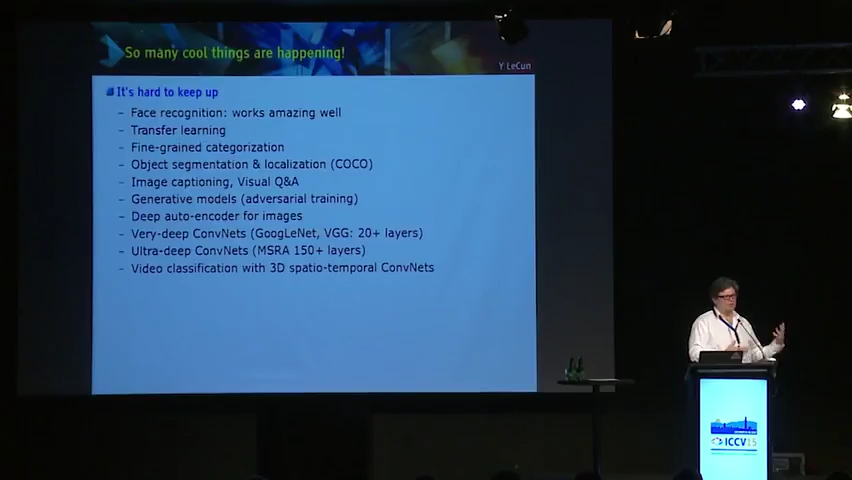 So many cool things are happening!
Y LeCun
It's hard to keep up
– Face recognition: works amazing well
– Transfer learning
– Fine-grained categorization
– Object segmentation & localization (COCO)
– Image captioning, Visual Q&A
– Generative models (adversarial training)
– Deep auto-encoder for images
– Very-deep ConvNets (GoogLeNet, VGG: 20+ layers)
– Ultra-deep ConvNets (MSRA 150+ layers)
– Video classification with 3D spatio-temporal ConvNets
ICCV15